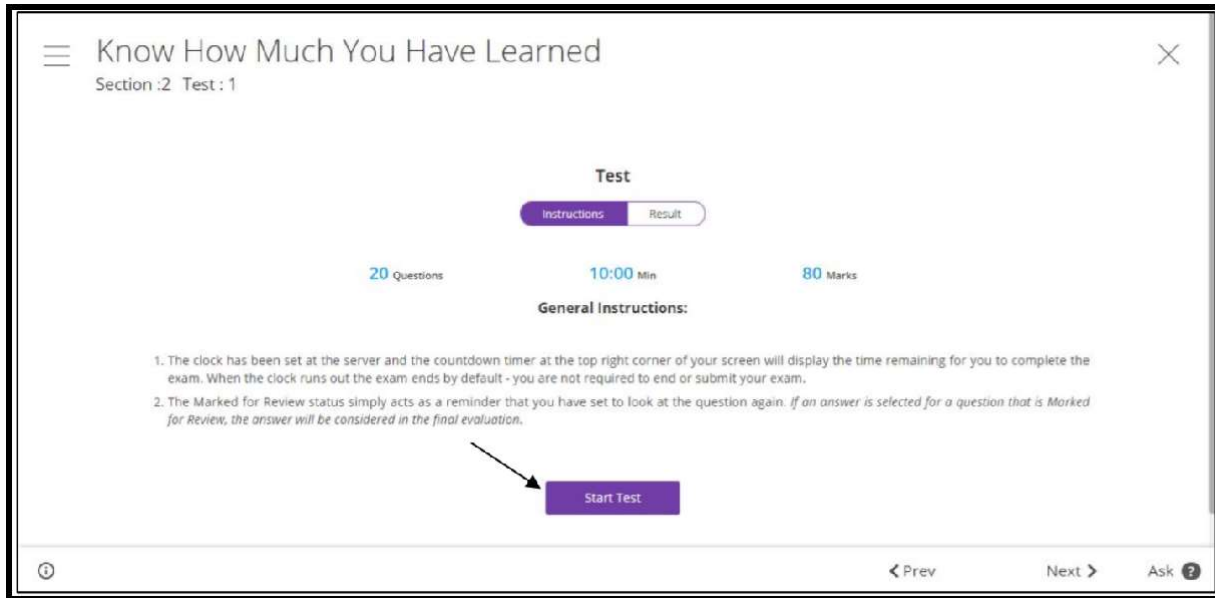 Know How Much You Have Learned
Section :2 Test : 1
Test
Instructions Result
20 Questions 10:00 Min 80 Marks
General Instructions:
1. The clock has been set at the server and the countdown timer at the top right corner of your screen will display the time remaining for you to complete the
exam. When the clock runs out the exam ends by default - you are not required to end or submit your exam.
2. The Marked for Review status simply acts as a reminder that you have set to look at the question again. If an answer is selected for a question that is Marked
for Review, the answer will be considered in the final evaluation.
Start Test
Prev Next Ask ?